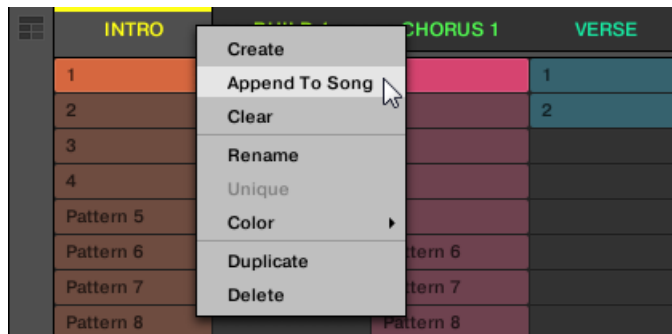 INTRO
CHORUS 1
VERSE
Create
Append To Song
Clear
Rename
Unique
Color
Duplicate
Delete
1
2
3
4
Pattern 5
Pattern 6
Pattern 7
Pattern 8
ttern 6
ttern 7
Pattern 8
1
2